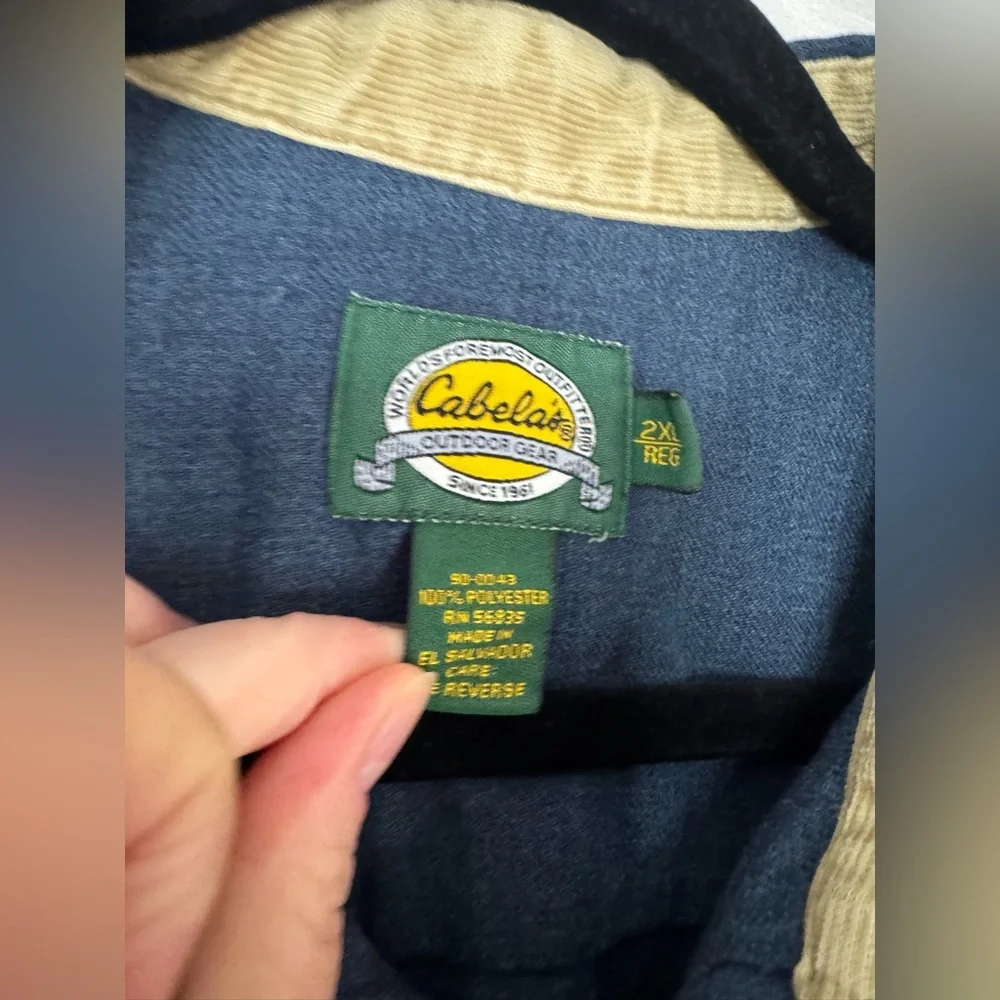 WORLD'S FOREMOST OUTFITTER®
Cabela's®
OUTDOOR GEAR
SINCE 1961
2XL
REG
90-0043
100% POLYESTER
RN 56835
MADE IN
EL SALVADOR
CARE
REVERSE